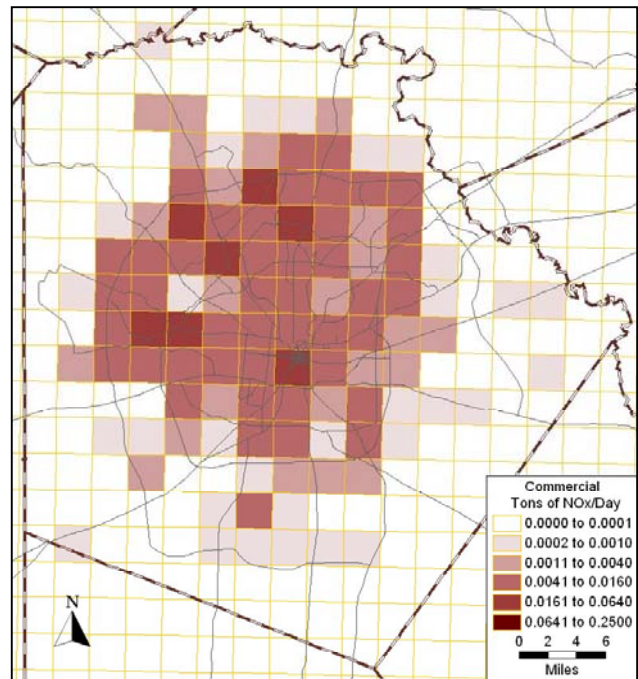 Commercial
Tons of NOx/Day
0.0000 to 0.0001
0.0002 to 0.0010
0.0011 to 0.0040
0.0041 to 0.0160
0.0161 to 0.0640
0.0641 to 0.2500
N
6 3 0 6
Miles